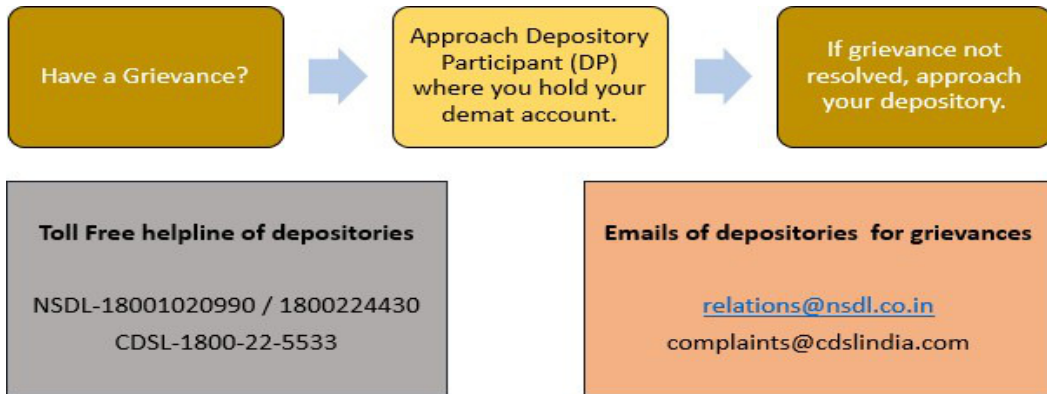 Have a Grievance?
Approach Depository
Participant (DP)
where you hold your
demat account.
If grievance not
resolved, approach
your depository.
Toll Free helpline of depositories
NSDL-18001020990 / 1800224430
CDSL-1800-22-5533
Emails of depositories for grievances
relations@nsdl.co.in
complaints@cdslindia.com